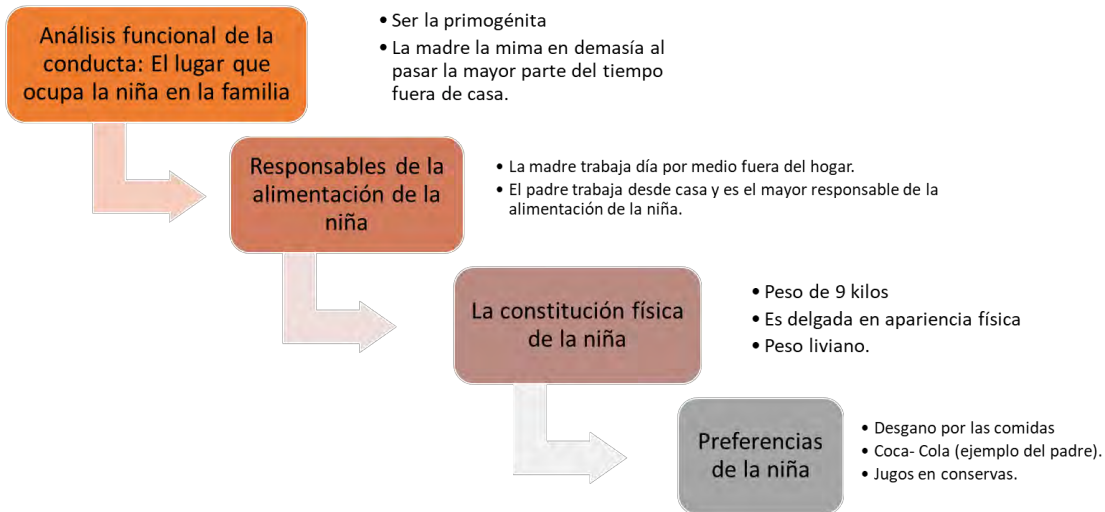 Análisis funcional de la
conducta: El lugar que
ocupa la niña en la familia
• Ser la primogénita
• La madre la mima en demasía al
pasar la mayor parte del tiempo
fuera de casa.
Responsables de la
alimentación de la
niña
• La madre trabaja día por medio fuera del hogar.
• El padre trabaja desde casa y es el mayor responsable de la
alimentación de la niña.
La constitución física
de la niña
• Peso de 9 kilos
• Es delgada en apariencia física
• Peso liviano.
Preferencias
de la niña
• Desgano por las comidas
• Coca- Cola (ejemplo del padre).
• Jugos en conservas.